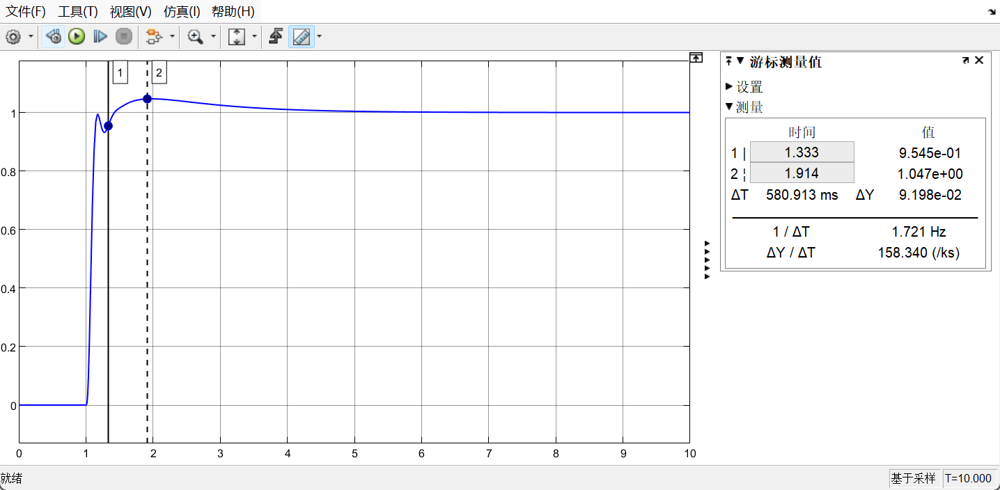 文件(F) 工具(T) 视图(V) 仿真(I) 帮助(H)
1 2
1
0.8
0.6
0.4
0.2
0
0 1 2 3 4 5 6 7 8 9 10
游标测量值
设置
测量
时间 值
1 | 1.333 9.545e-01
2 ¦ 1.914 1.047e+00
ΔT 580.913 ms ΔY 9.198e-02
1 / ΔT 1.721 Hz
ΔY / ΔT 158.340 (/ks)
就绪 基于采样 T=10.000